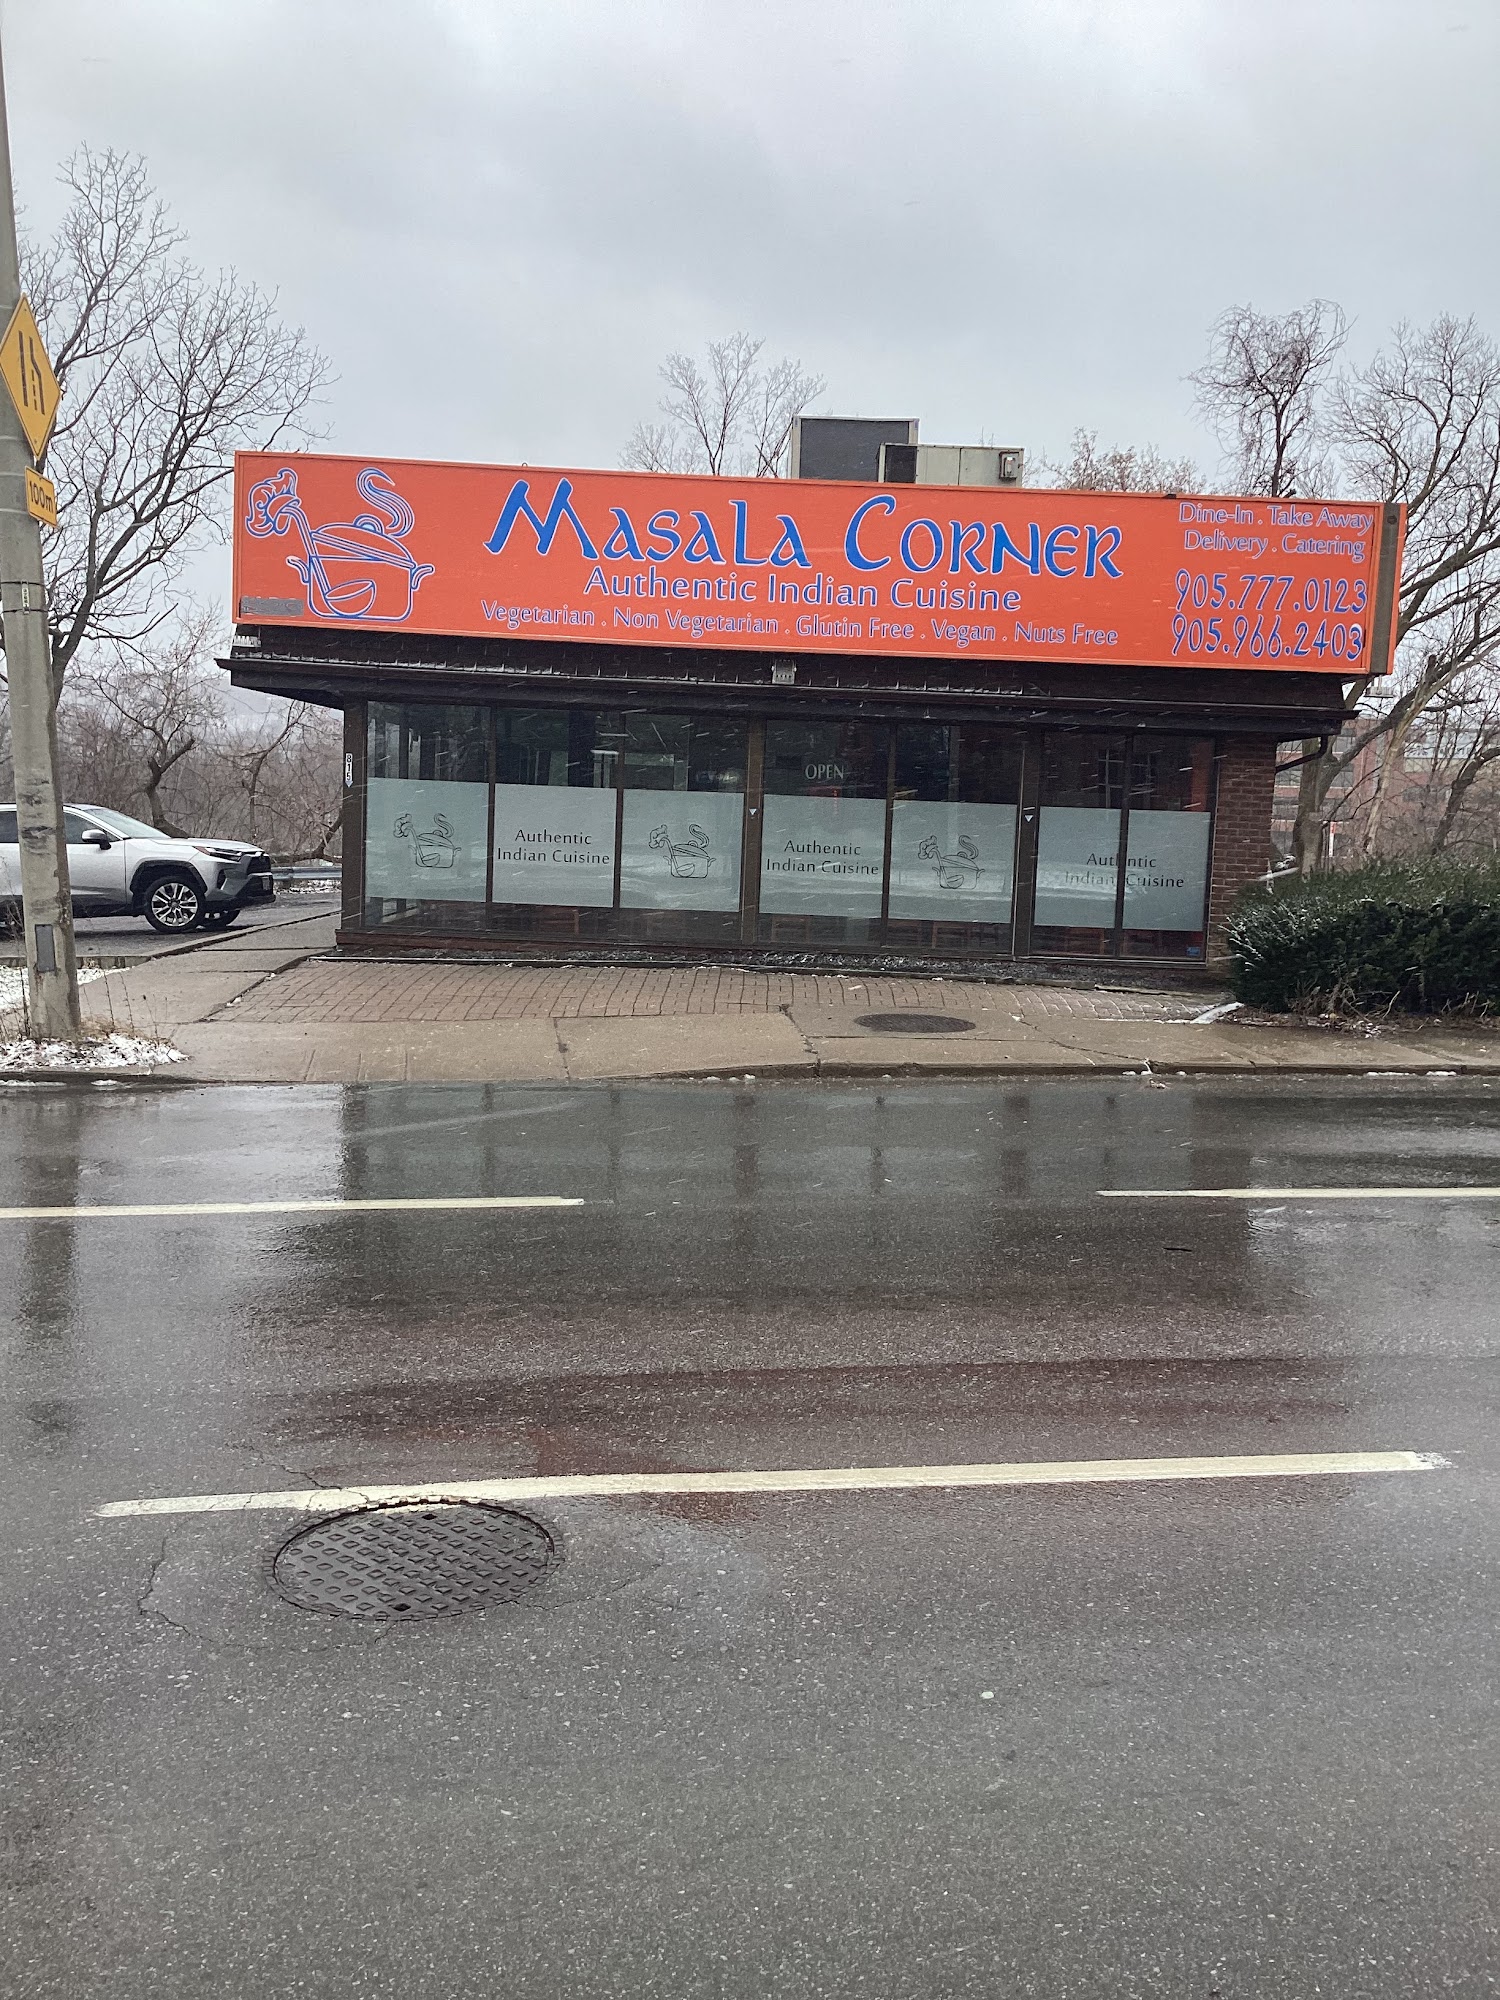 MASALA CORNER
Authentic Indian Cuisine
Vegetarian . Non Vegetarian . Glutin Free . Vegan . Nuts Free
Dine-In . Take Away
Delivery . Catering
905.777.0123
905.966.2403
100m
815
OPEN
Authentic
Indian Cuisine
Authentic
Indian Cuisine
Authentic
Indian Cuisine